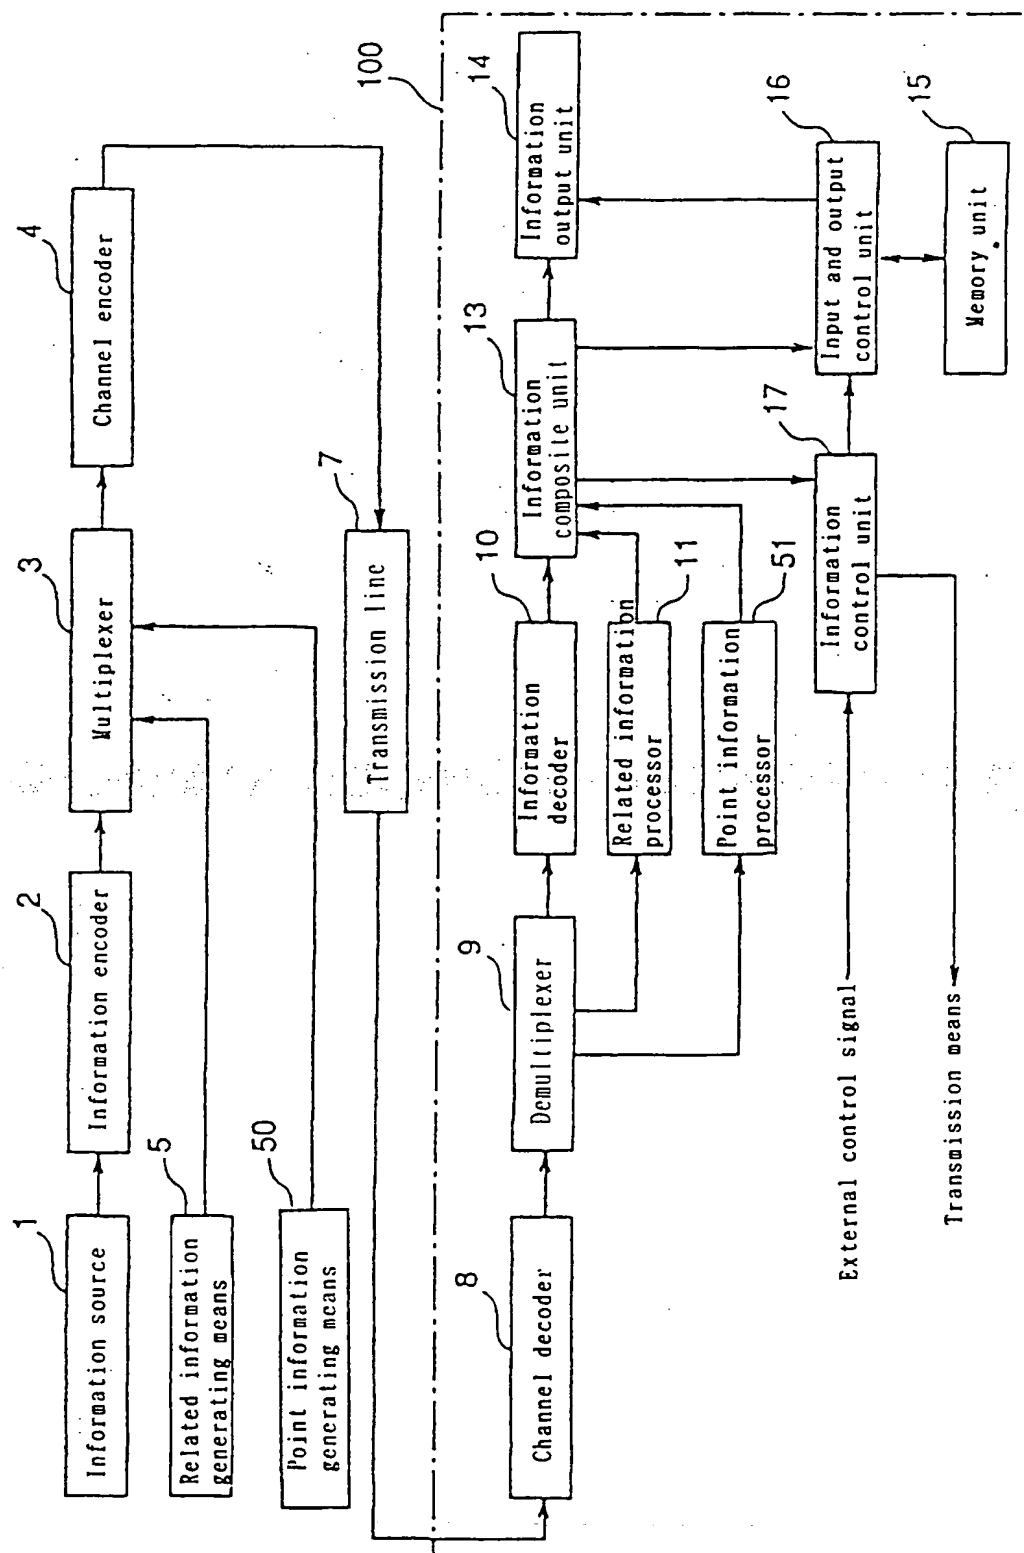 1
Information source
2
Information encoder
3
Multiplexer
4
Channel encoder
5
Related information
generating means
50
Point information
generating means
7
Transmission line
100
8
Channel decoder
9
Demultiplexer
10
Information
decoder
11
Related information
processor
51
Point information
processor
13
Information
composite unit
14
Information
output unit
External control signal
Transmission means
17
Information
control unit
16
Input and output
control unit
15
Memory unit